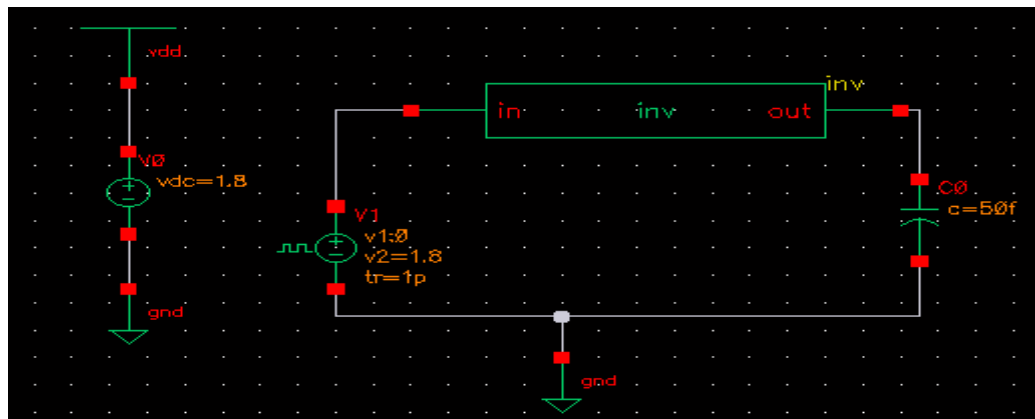 vdd
V0
vdc=1.8
gnd
inv
in
inv
out
V1
v1:0
v2=1.8
tr=1p
C0
c=50f
gnd